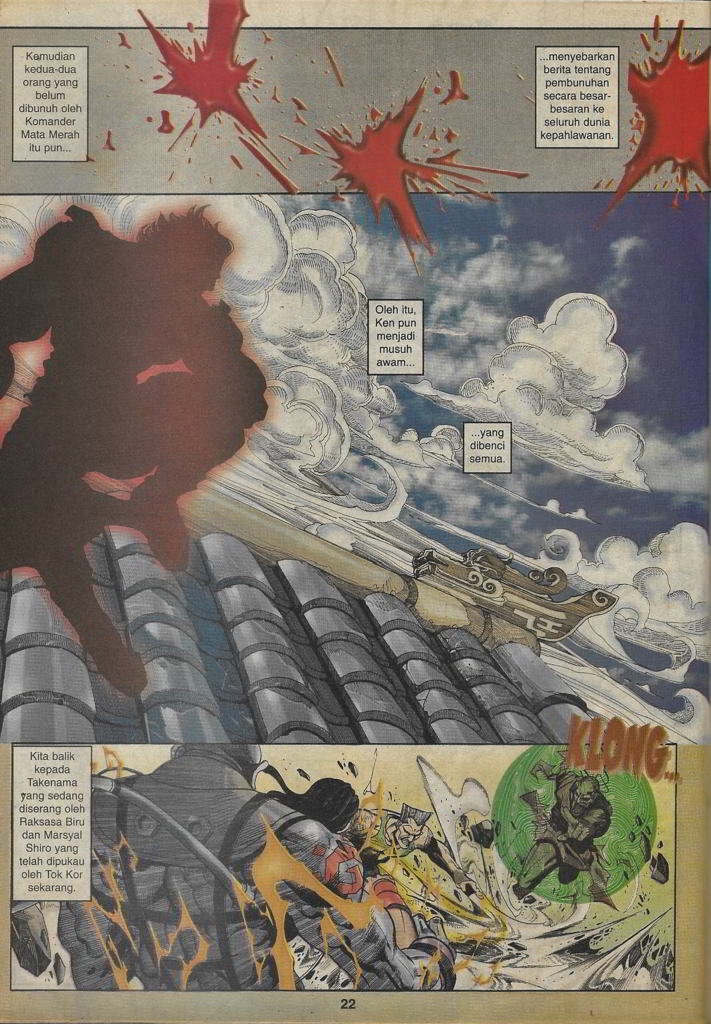 Kemudian
kedua-dua
orang yang
belum
dibunuh oleh
Komander
Mata Merah
itu pun...
...menyebarkan
berita tentang
pembunuhan
secara besar-
besaran ke
seluruh dunia
kepahlawanan.
Oleh itu,
Ken pun
menjadi
musuh
awam...
...yang
dibenci
semua.
KLONG...
Kita balik
kepada
Takenama
yang sedang
diserang oleh
Raksasa Biru
dan Marsyal
Shiro yang
telah dipukau
oleh Tok Kor
sekarang.
22